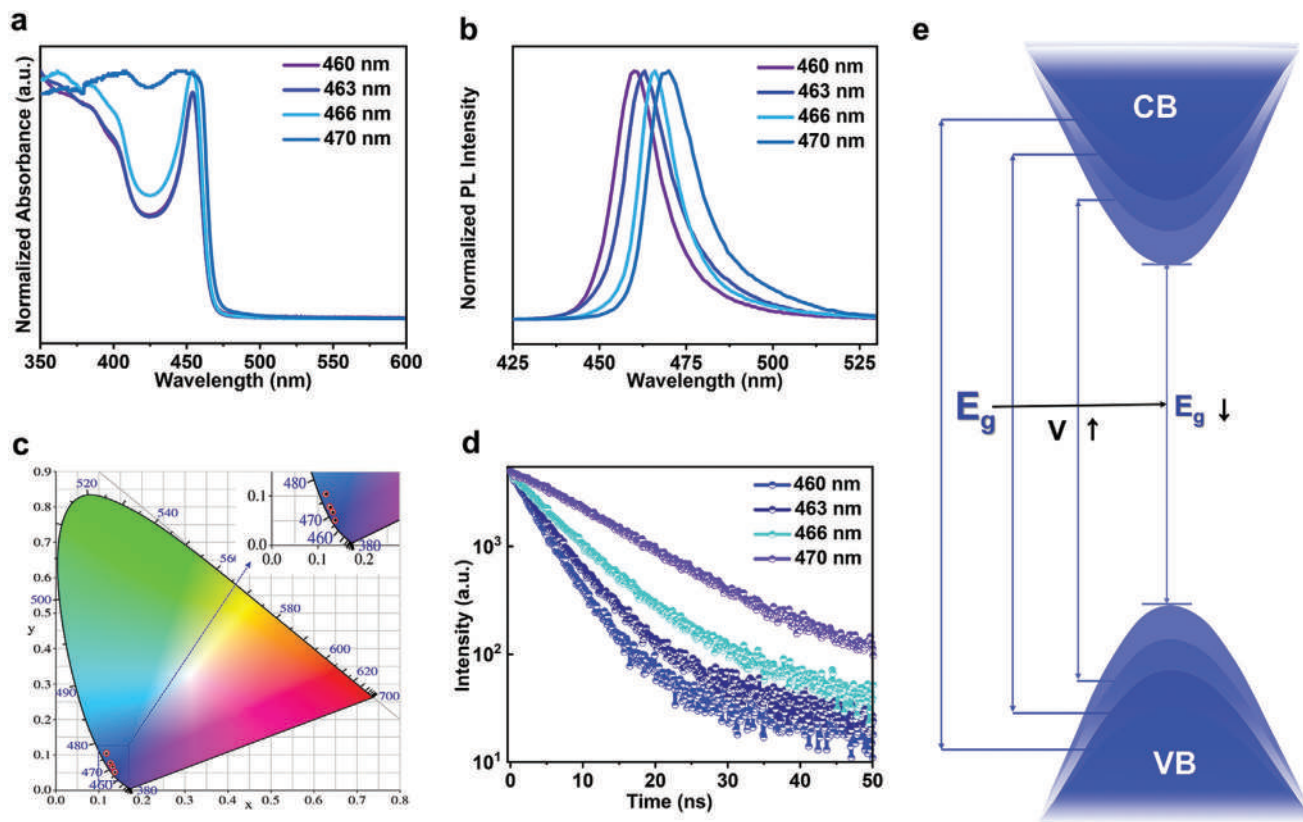 a
Normalized Absorbance (a.u.)
460 nm
463 nm
466 nm
470 nm
350 400 450 500 550 600
Wavelength (nm)
b
Normalized PL Intensity
460 nm
463 nm
466 nm
470 nm
425 450 475 500 525
Wavelength (nm)
c
0.9
0.8
0.7
0.6
0.5
0.4
0.3
0.2
0.1
0.0
y
0.0 0.1 0.2 0.3 0.4 0.5 0.6 0.7 0.8
x
520
540
560
580
600
620
700
500
490
480
470
460
380
480
470
460
380
0.1
0.0
0.1 0.2
d
Intensity (a.u.)
10³
10²
10¹
460 nm
463 nm
466 nm
470 nm
0 10 20 30 40 50
Time (ns)
e
CB
Eg
V ↑
Eg ↓
VB